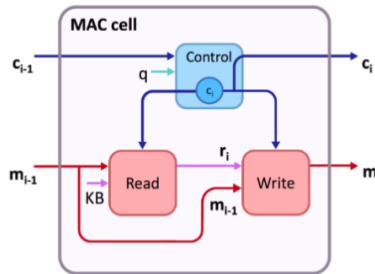 MAC cell
Control
c_{i-1}
c_i
q
c_i
r_i
m_{i-1}
Read
Write
m
KB
m_{i-1}